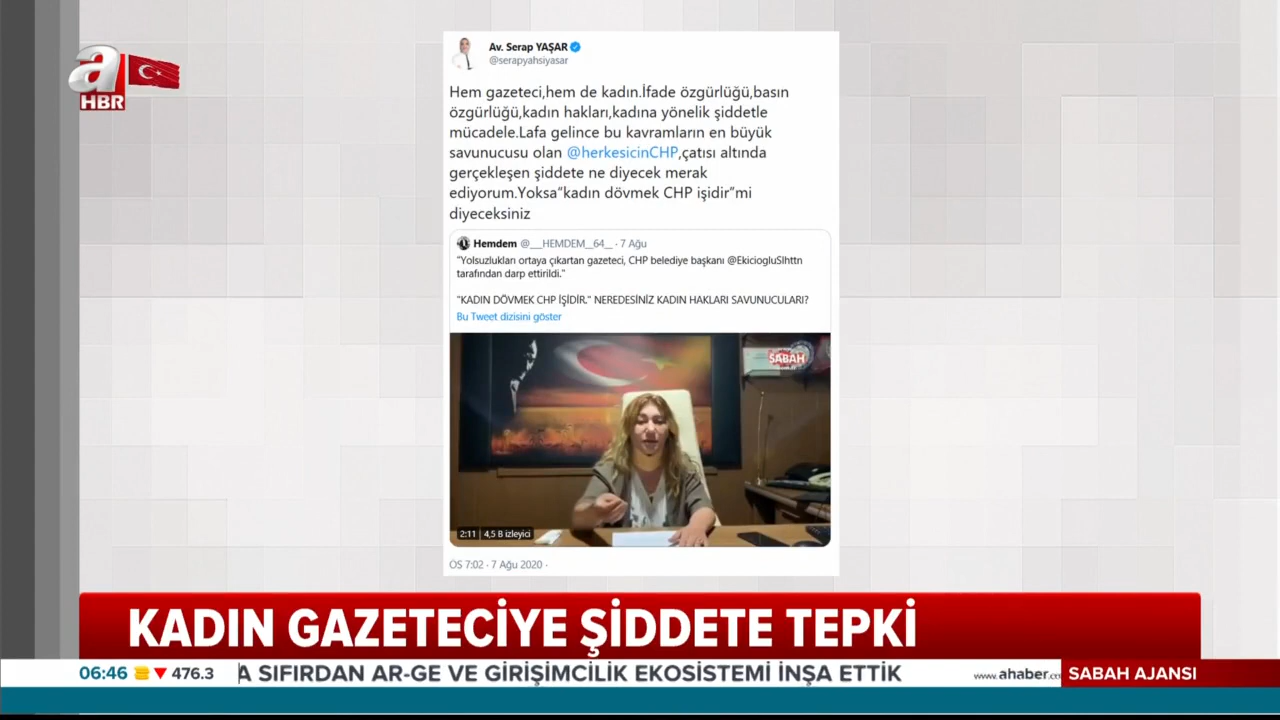 a
HBR
Av. Serap YAŞAR
@serapyahsiyasar
Hem gazeteci,hem de kadın.İfade özgürlüğü,basın
özgürlüğü,kadın hakları,kadına yönelik şiddetle
mücadele.Lafa gelince bu kavramların en büyük
savunucusu olan @herkesicinCHP,çatısı altında
gerçekleşen şiddete ne diyecek merak
ediyorum.Yoksa"kadın dövmek CHP işidir"mi
diyeceksiniz
Hemdem @___HEMDEM__64__ · 7 Ağu
"Yolsuzlukları ortaya çıkartan gazeteci, CHP belediye başkanı @EkiciogluSlhttn
tarafından darp ettirildi."
"KADIN DÖVMEK CHP İŞİDİR." NEREDESİNİZ KADIN HAKLARI SAVUNUCULARI?
Bu Tweet dizisini göster
SABAH
2:11 | 4,5 B izleyici
ÖS 7:02 · 7 Ağu 2020 ·
KADIN GAZETECİYE ŞİDDETE TEPKİ
06:46 476.3 A SIFIRDAN AR-GE VE GİRİŞİMCİLİK EKOSİSTEMİ İNŞA ETTİK www.ahaber.co SABAH AJANSI